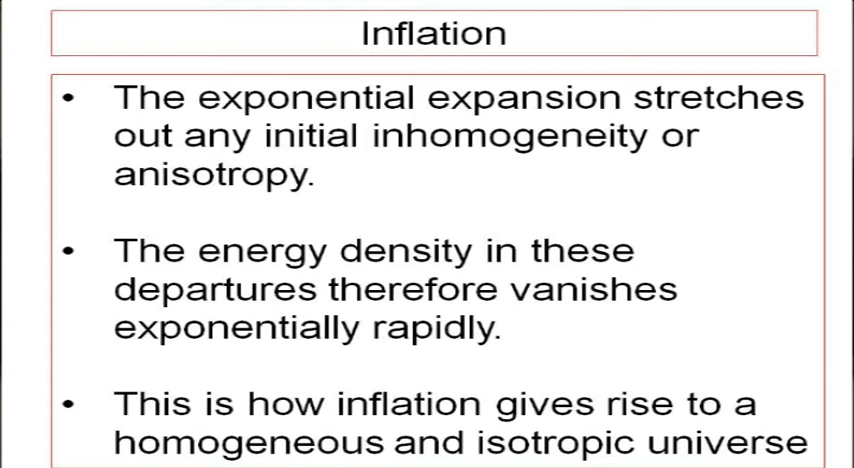 Inflation
• The exponential expansion stretches
out any initial inhomogeneity or
anisotropy.
• The energy density in these
departures therefore vanishes
exponentially rapidly.
• This is how inflation gives rise to a
homogeneous and isotropic universe